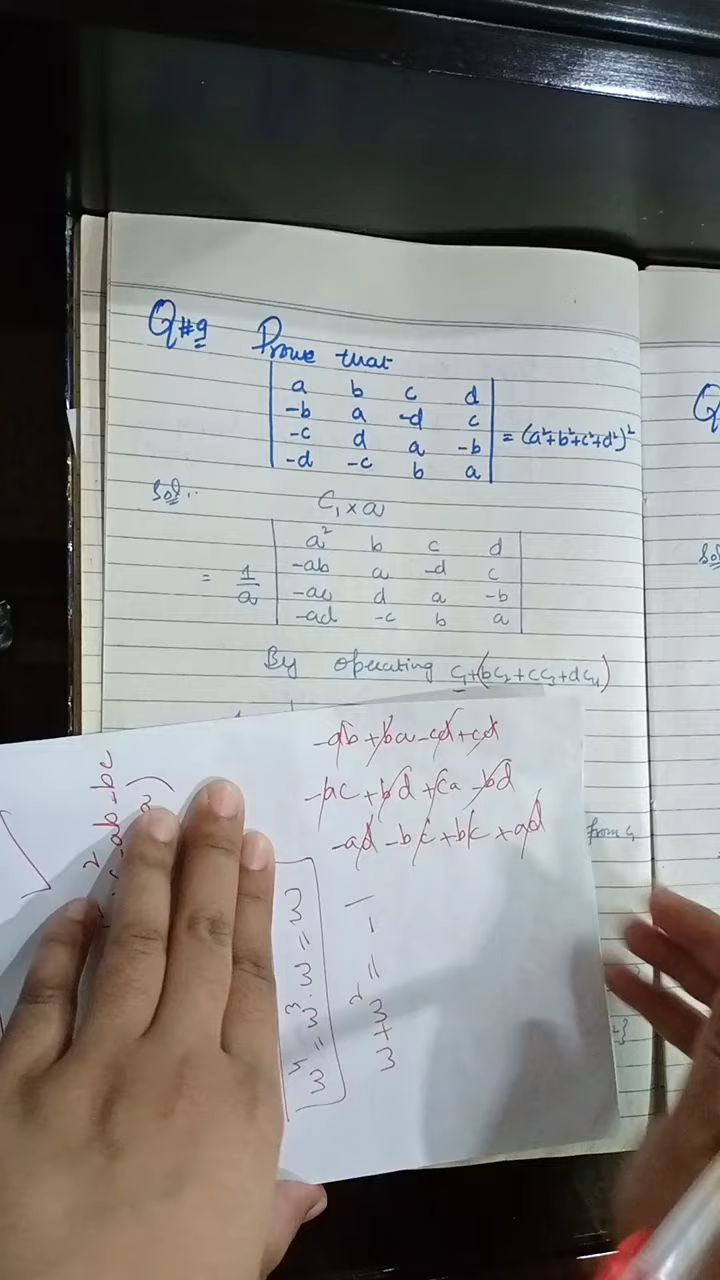 Q#9 Prove that
a b c d
-b a -d c
-c d a -b = (a²+b²+c²+d²)²
-d -c b a
Sol:.
C₁ × a
a² b c d
-ab a -d c
= 1/a -ac d a -b
-ad -c b a
By operating C₁+(bC₂+cC₃+dC₄)
-ab+ba-cd+cd
-ac+bd+ca-bd
-ad-bc+bc+ad
from C₁
Q